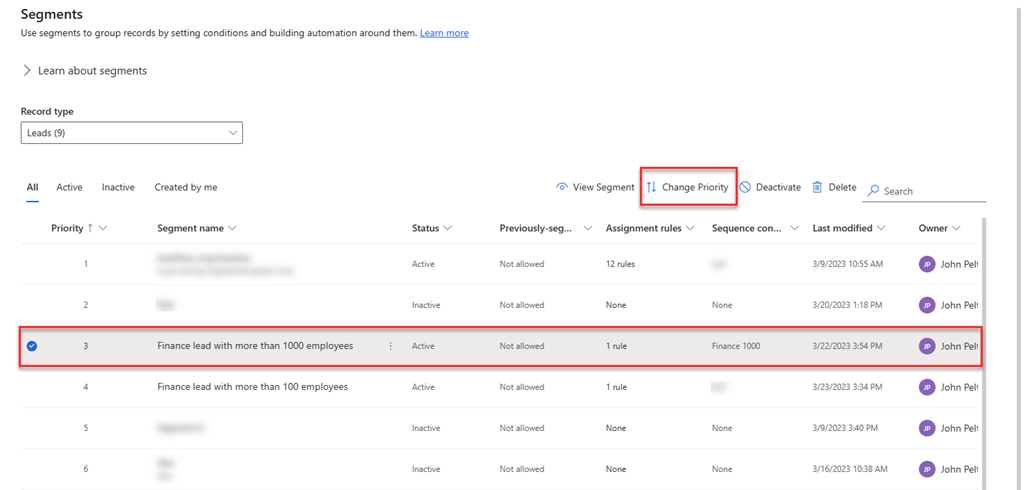 Segments
Use segments to group records by setting conditions and building automation around them. Learn more
Learn about segments
Record type
Leads (9)
All Active Inactive Created by me View Segment Change Priority Deactivate Delete Search
Priority ↑ Segment name Status Previously-seg... Assignment rules Sequence con... Last modified Owner
1 Active Not allowed 12 rules 3/9/2023 10:55 AM JP John Pelt
2 Inactive Not allowed None None 3/20/2023 1:18 PM JP John Pelt
3 Finance lead with more than 1000 employees Active Not allowed 1 rule Finance 1000 3/22/2023 3:54 PM JP John Pelt
4 Finance lead with more than 100 employees Active Not allowed 1 rule 3/23/2023 3:34 PM JP John Pelt
5 Inactive Not allowed None None 3/9/2023 3:40 PM JP John Pelt
6 Inactive Not allowed None None 3/16/2023 10:38 AM JP John Pelt